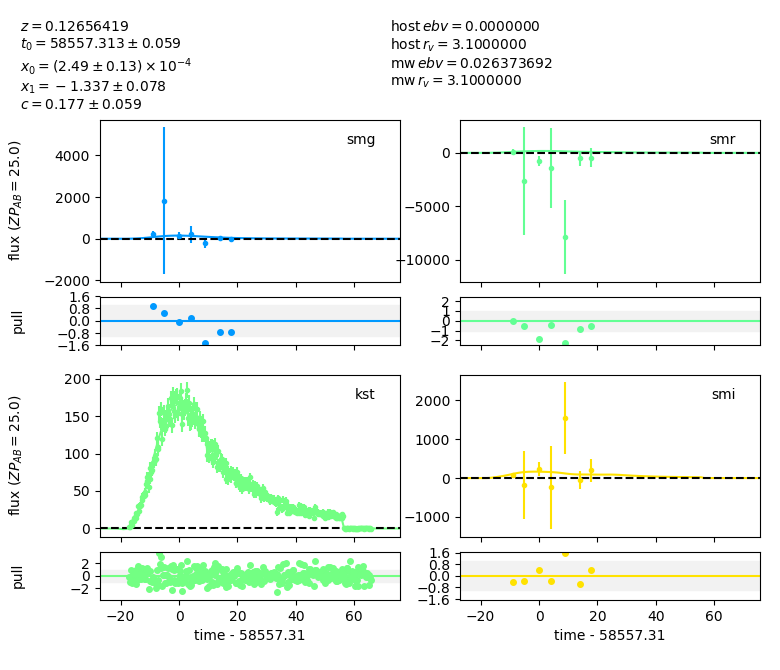 z = 0.12656419
t₀ = 58557.313 ± 0.059
x₀ = (2.49 ± 0.13) × 10⁻⁴
x₁ = −1.337 ± 0.078
c = 0.177 ± 0.059
host ebv = 0.0000000
host r_v = 3.1000000
mw ebv = 0.026373692
mw r_v = 3.1000000
smg
flux (ZP_AB = 25.0)
4000
2000
0
−2000
smr
0
−5000
−10000
pull
1.6
0.8
0.0
−0.8
−1.6
2
1
0
−1
−2
kst
flux (ZP_AB = 25.0)
200
150
100
50
0
smi
2000
1000
0
−1000
pull
2
0
−2
−20 0 20 40 60
time - 58557.31
1.6
0.8
0.0
−0.8
−1.6
−20 0 20 40 60
time - 58557.31